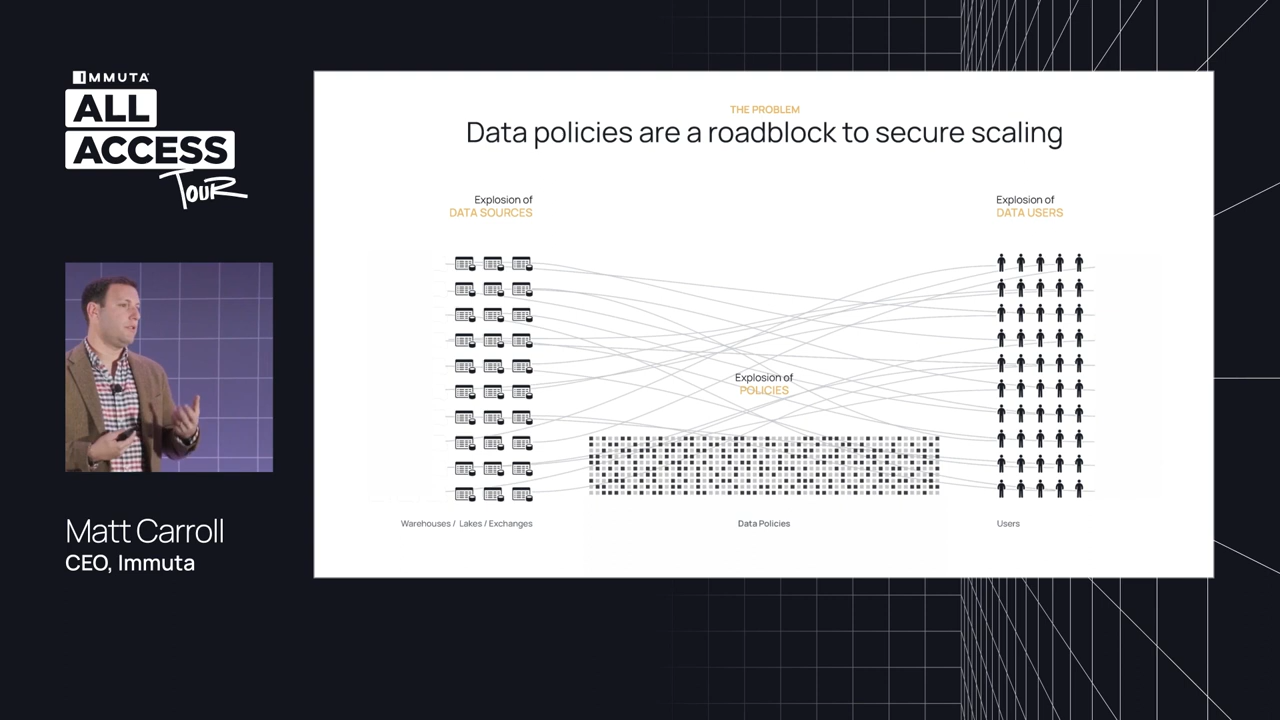 IMMUTA
ALL
ACCESS
TOUR
THE PROBLEM
Data policies are a roadblock to secure scaling
Explosion of
DATA SOURCES
Explosion of
DATA USERS
Explosion of
POLICIES
Warehouses / Lakes / Exchanges
Data Policies
Users
Matt Carroll
CEO, Immuta